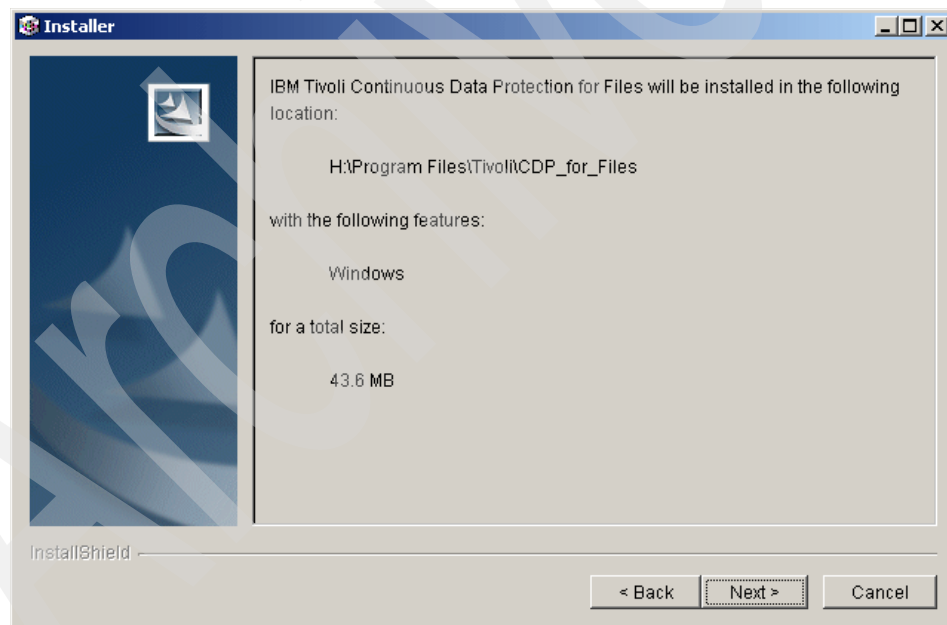 Installer
IBM Tivoli Continuous Data Protection for Files will be installed in the following
location:
H:\Program Files\Tivoli\CDP_for_Files
with the following features:
Windows
for a total size:
43.6 MB
InstallShield
< Back Next > Cancel